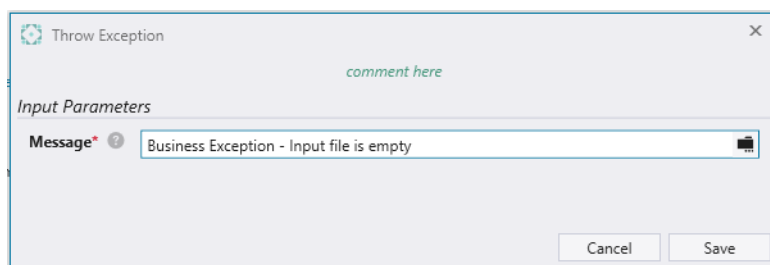 Throw Exception
comment here
Input Parameters
Message* ? Business Exception - Input file is empty
Cancel Save